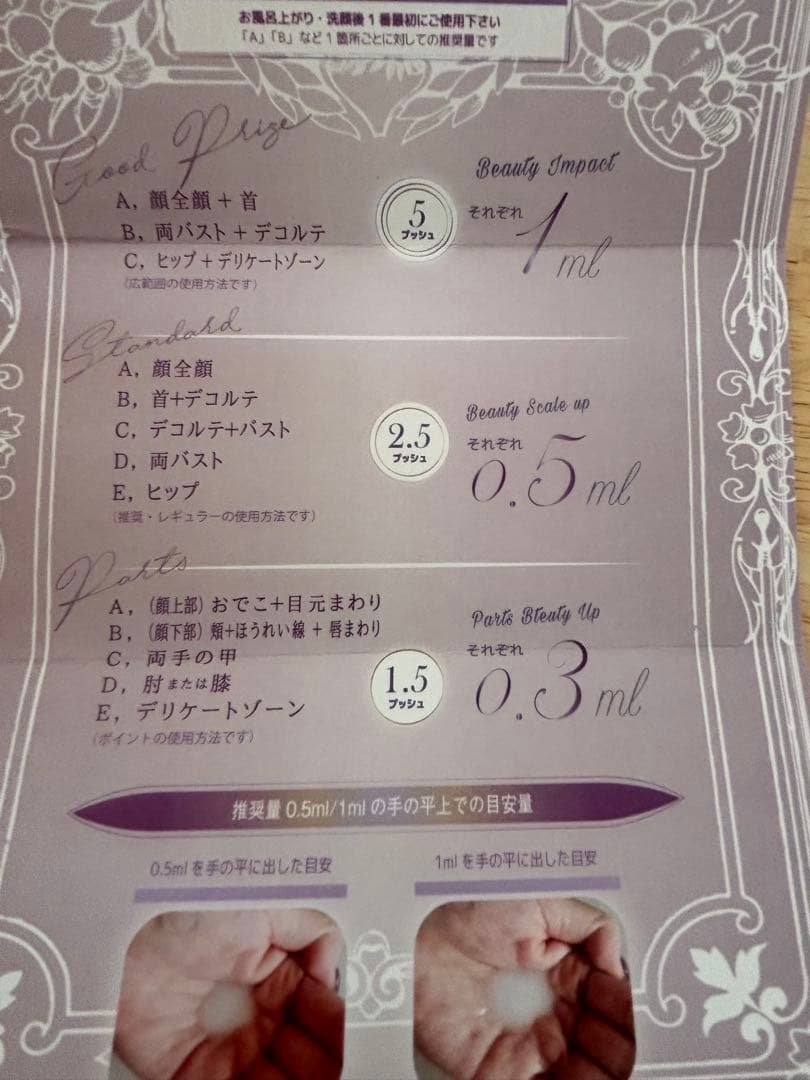 お風呂上がり・洗顔後1番最初にご使用下さい
「A」「B」など1箇所ごとに対しての推奨量です
Good Prize
A，顔全顔＋首
B，両バスト＋デコルテ
C，ヒップ＋デリケートゾーン
（広範囲の使用方法です）
5
プッシュ
Beauty Impact
それぞれ
1ml
Standard
A，顔全顔
B，首+デコルテ
C，デコルテ+バスト
D，両バスト
E，ヒップ
（推奨・レギュラーの使用方法です）
2.5
プッシュ
Beauty Scale up
それぞれ
0.5ml
Parts
A，（顔上部）おでこ+目元まわり
B，（顔下部）頬+ほうれい線 + 唇まわり
C，両手の甲
D，肘または膝
E，デリケートゾーン
（ポイントの使用方法です）
1.5
プッシュ
Parts Bteuty Up
それぞれ
0.3ml
推奨量0.5ml/1mlの手の平上での目安量
0.5mlを手の平に出した目安
1mlを手の平に出した目安